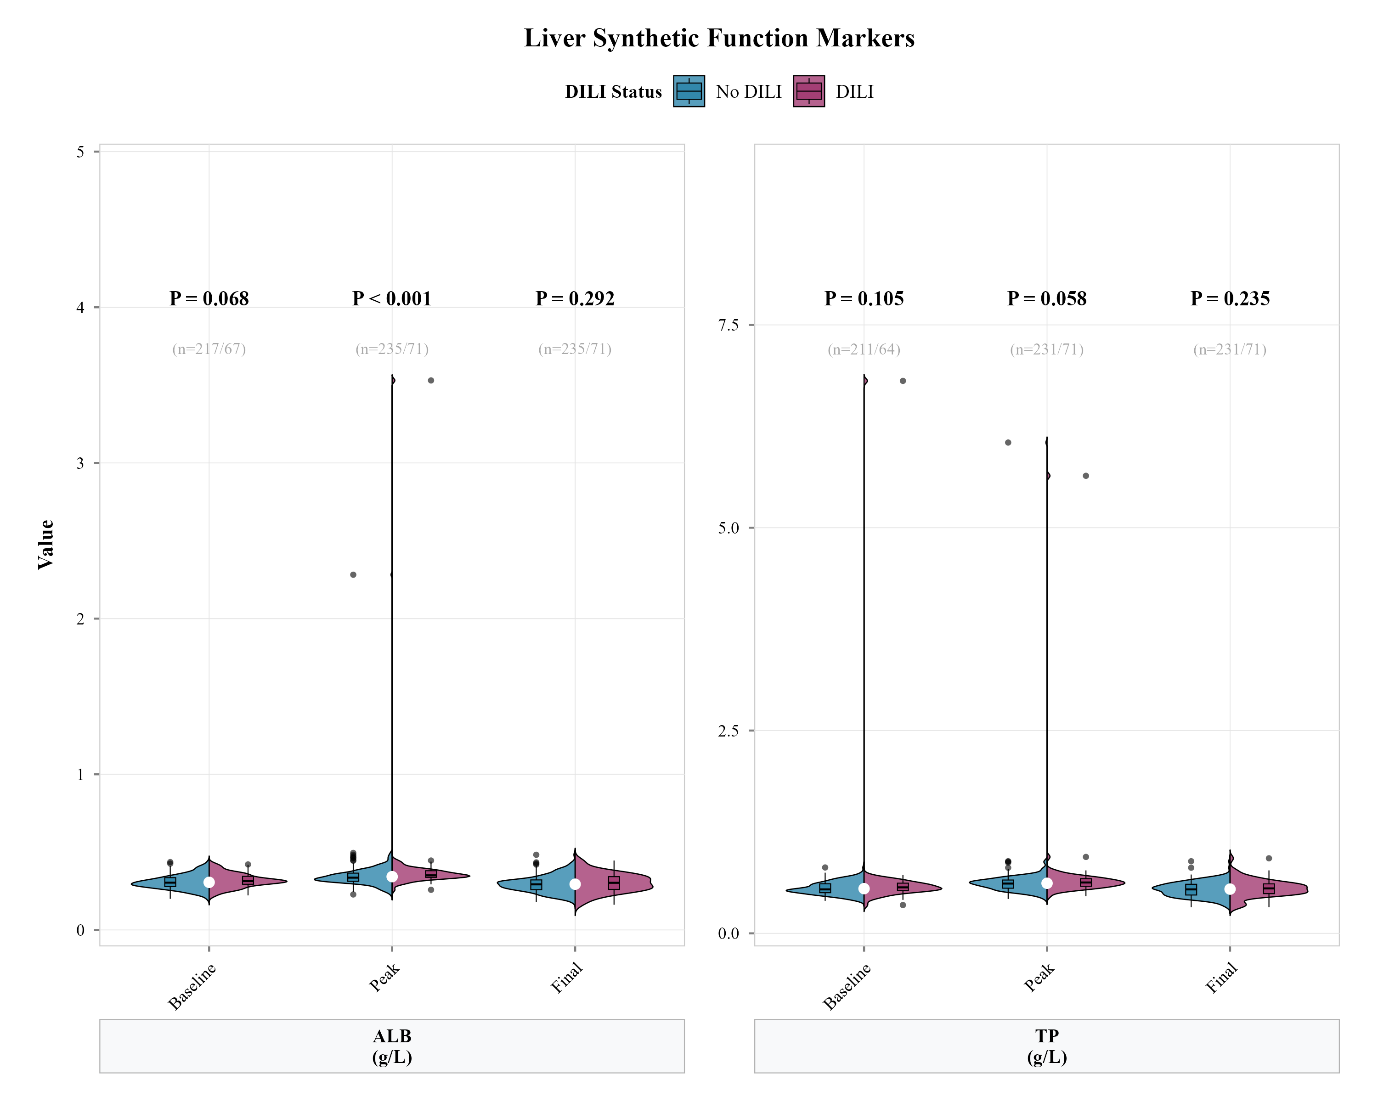 Liver Synthetic Function Markers
DILI Status No DILI DILI
Value
5
4
3
2
1
0
P = 0.068 P < 0.001 P = 0.292
(n=217/67) (n=235/71) (n=235/71)
Baseline Peak Final
ALB
(g/L)
7.5
5.0
2.5
0.0
P = 0.105 P = 0.058 P = 0.235
(n=211/64) (n=231/71) (n=231/71)
Baseline Peak Final
TP
(g/L)